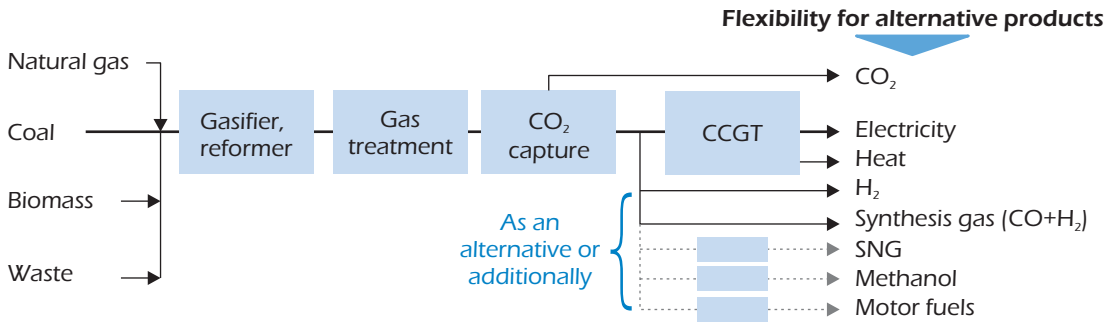 Flexibility for alternative products
Natural gas
Coal
Biomass
Waste
Gasifier,
reformer
Gas
treatment
CO₂
capture
CCGT
As an
alternative or
additionally
CO₂
Electricity
Heat
H₂
Synthesis gas (CO+H₂)
SNG
Methanol
Motor fuels